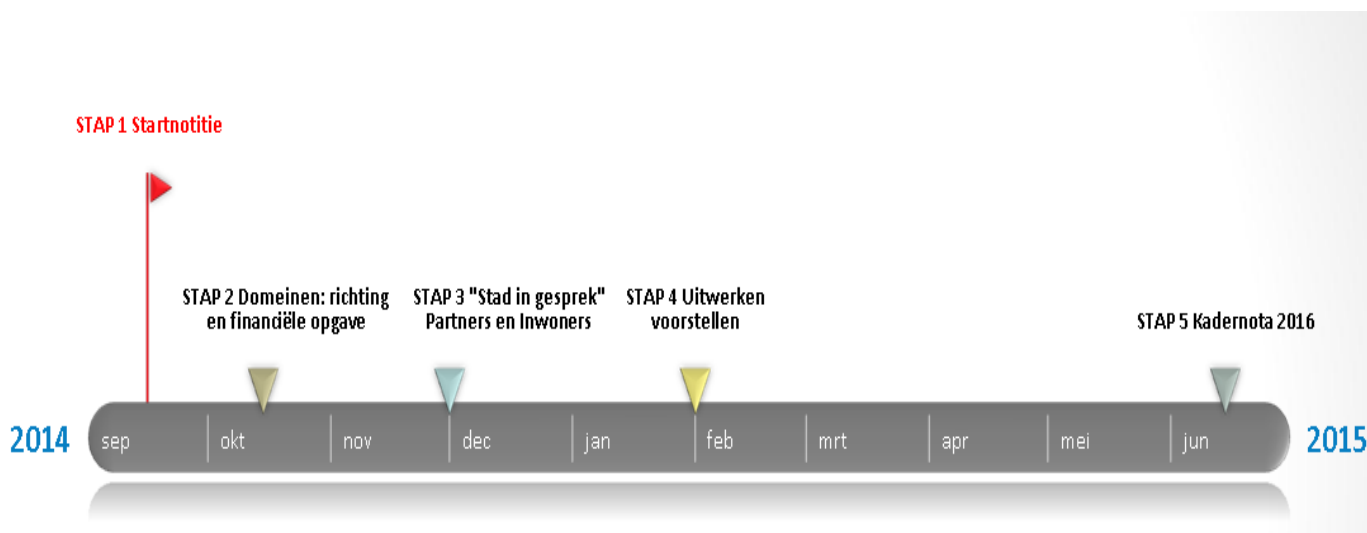 STAP 1 Startnotitie
STAP 2 Domeinen: richting
en financiële opgave
STAP 3 "Stad in gesprek"
Partners en Inwoners
STAP 4 Uitwerken
voorstellen
STAP 5 Kadernota 2016
2014
sep
okt
nov
dec
jan
feb
mrt
apr
mei
jun
2015